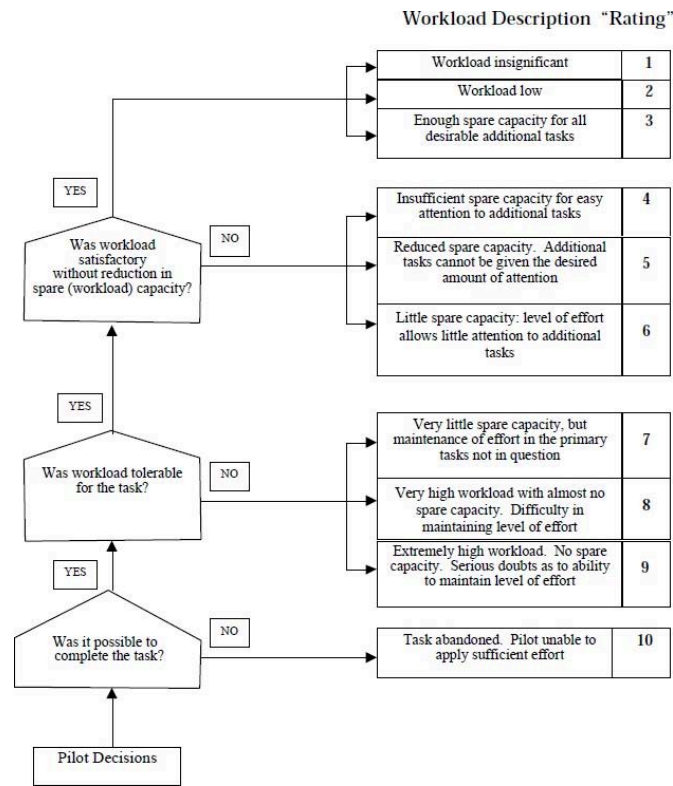 Workload Description “Rating”
Workload insignificant
1
Workload low
2
Enough spare capacity for all
desirable additional tasks
3
YES
Was workload
satisfactory
without reduction in
spare (workload) capacity?
NO
Insufficient spare capacity for easy
attention to additional tasks
4
Reduced spare capacity. Additional
tasks cannot be given the desired
amount of attention
5
Little spare capacity: level of effort
allows little attention to additional
tasks
6
YES
Was workload tolerable
for the task?
NO
Very little spare capacity, but
maintenance of effort in the primary
tasks not in question
7
Very high workload with almost no
spare capacity. Difficulty in
maintaining level of effort
8
Extremely high workload. No spare
capacity. Serious doubts as to ability
to maintain level of effort
9
YES
Was it possible to
complete the task?
NO
Task abandoned. Pilot unable to
apply sufficient effort
10
Pilot Decisions